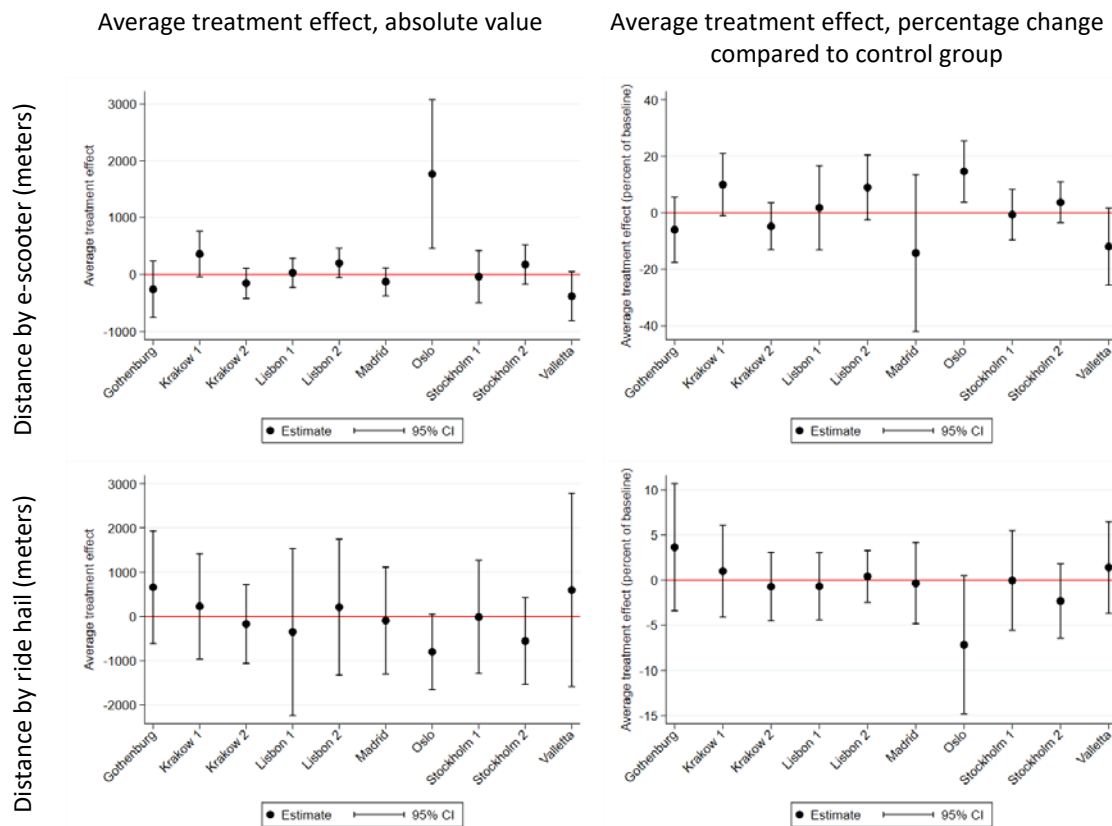 Average treatment effect, absolute value
Average treatment effect, percentage change
compared to control group
Distance by e-scooter (meters)
Average treatment effect
3000
2000
1000
0
-1000
Gothenburg
Krakow 1
Krakow 2
Lisbon 1
Lisbon 2
Madrid
Oslo
Stockholm 1
Stockholm 2
Valletta
Estimate
95% CI
Average treatment effect (percent of baseline)
40
20
0
-20
-40
Gothenburg
Krakow 1
Krakow 2
Lisbon 1
Lisbon 2
Madrid
Oslo
Stockholm 1
Stockholm 2
Valletta
Estimate
95% CI
Distance by ride hail (meters)
Average treatment effect
3000
2000
1000
0
-1000
-2000
Gothenburg
Krakow 1
Krakow 2
Lisbon 1
Lisbon 2
Madrid
Oslo
Stockholm 1
Stockholm 2
Valletta
Estimate
95% CI
Average treatment effect (percent of baseline)
10
5
0
-5
-10
-15
Gothenburg
Krakow 1
Krakow 2
Lisbon 1
Lisbon 2
Madrid
Oslo
Stockholm 1
Stockholm 2
Valletta
Estimate
95% CI